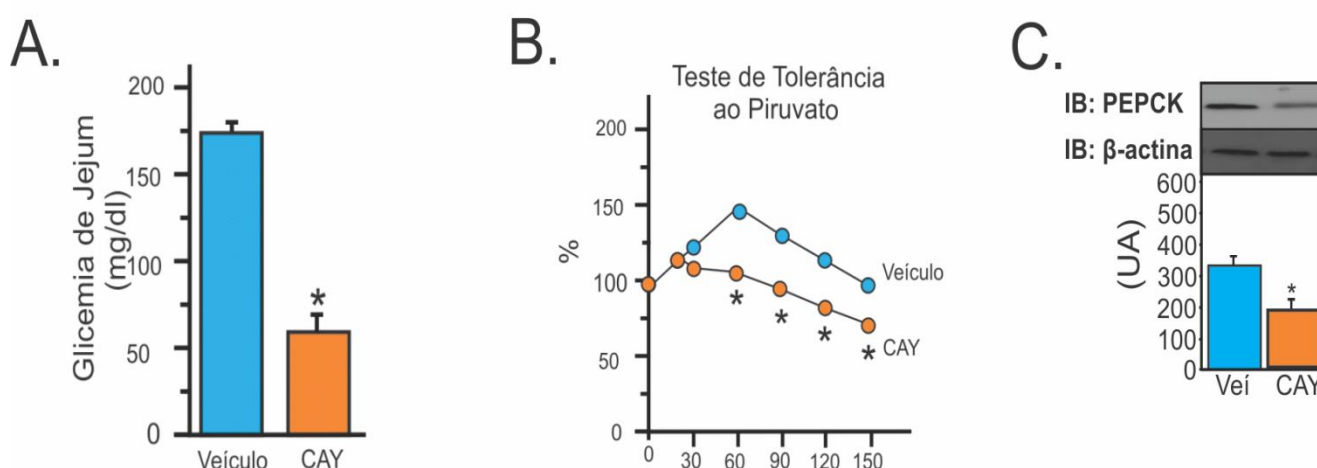 A.
200
150
100
50
0
Glicemia de Jejum
(mg/dl)
*
Veículo
CAY
B.
Teste de Tolerância
ao Piruvato
200
150
100
50
0
%
Veículo
CAY
*
*
*
*
0
30
60
90
120
150
C.
IB: PEPCK
IB: β-actina
600
500
400
300
200
100
0
(UA)
*
Veí
CAY